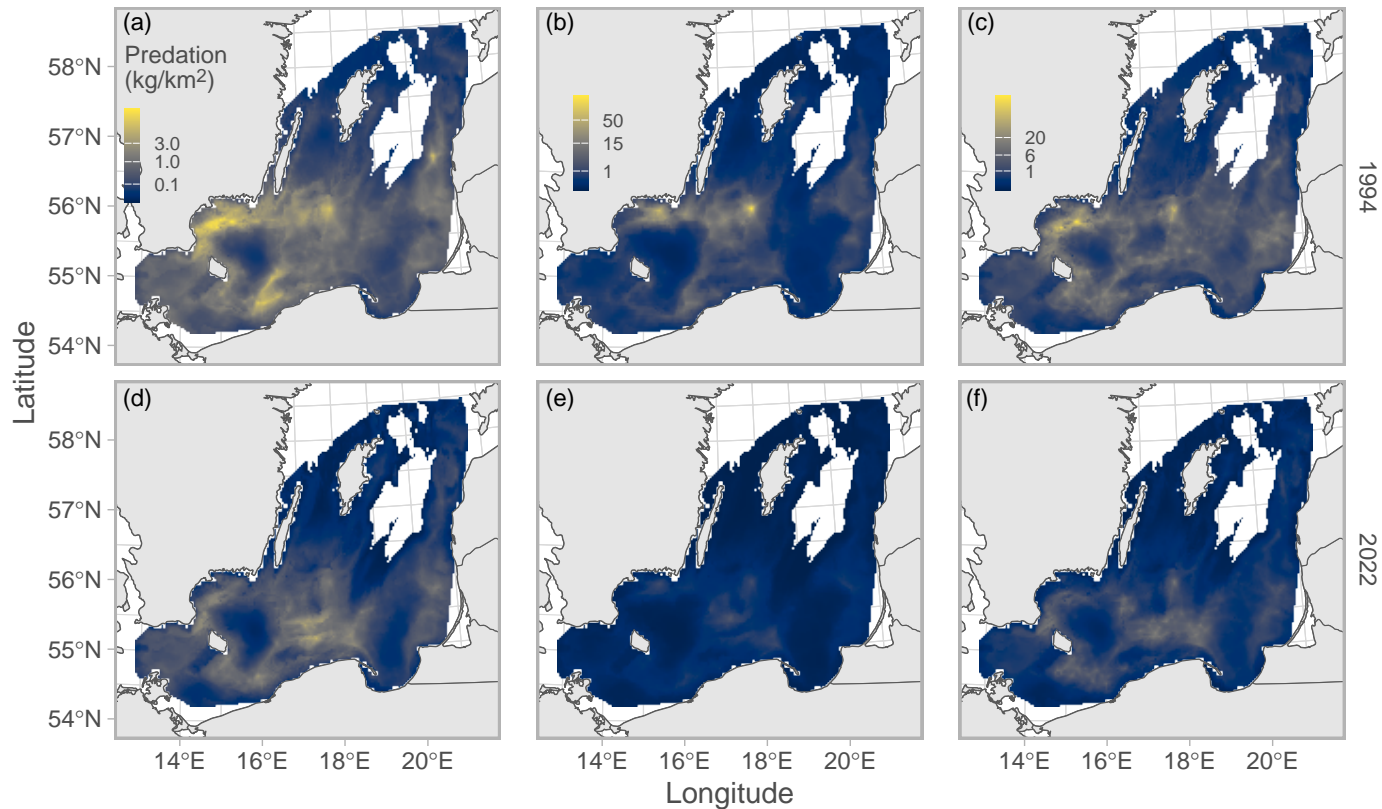 (a)
Predation
(kg/km²)
3.0
1.0
0.1
(b)
50
15
1
(c)
20
6
1
1994
58°N
57°N
56°N
55°N
54°N
Latitude
(d)
(e)
(f)
2022
58°N
57°N
56°N
55°N
54°N
14°E 16°E 18°E 20°E
14°E 16°E 18°E 20°E
14°E 16°E 18°E 20°E
Longitude